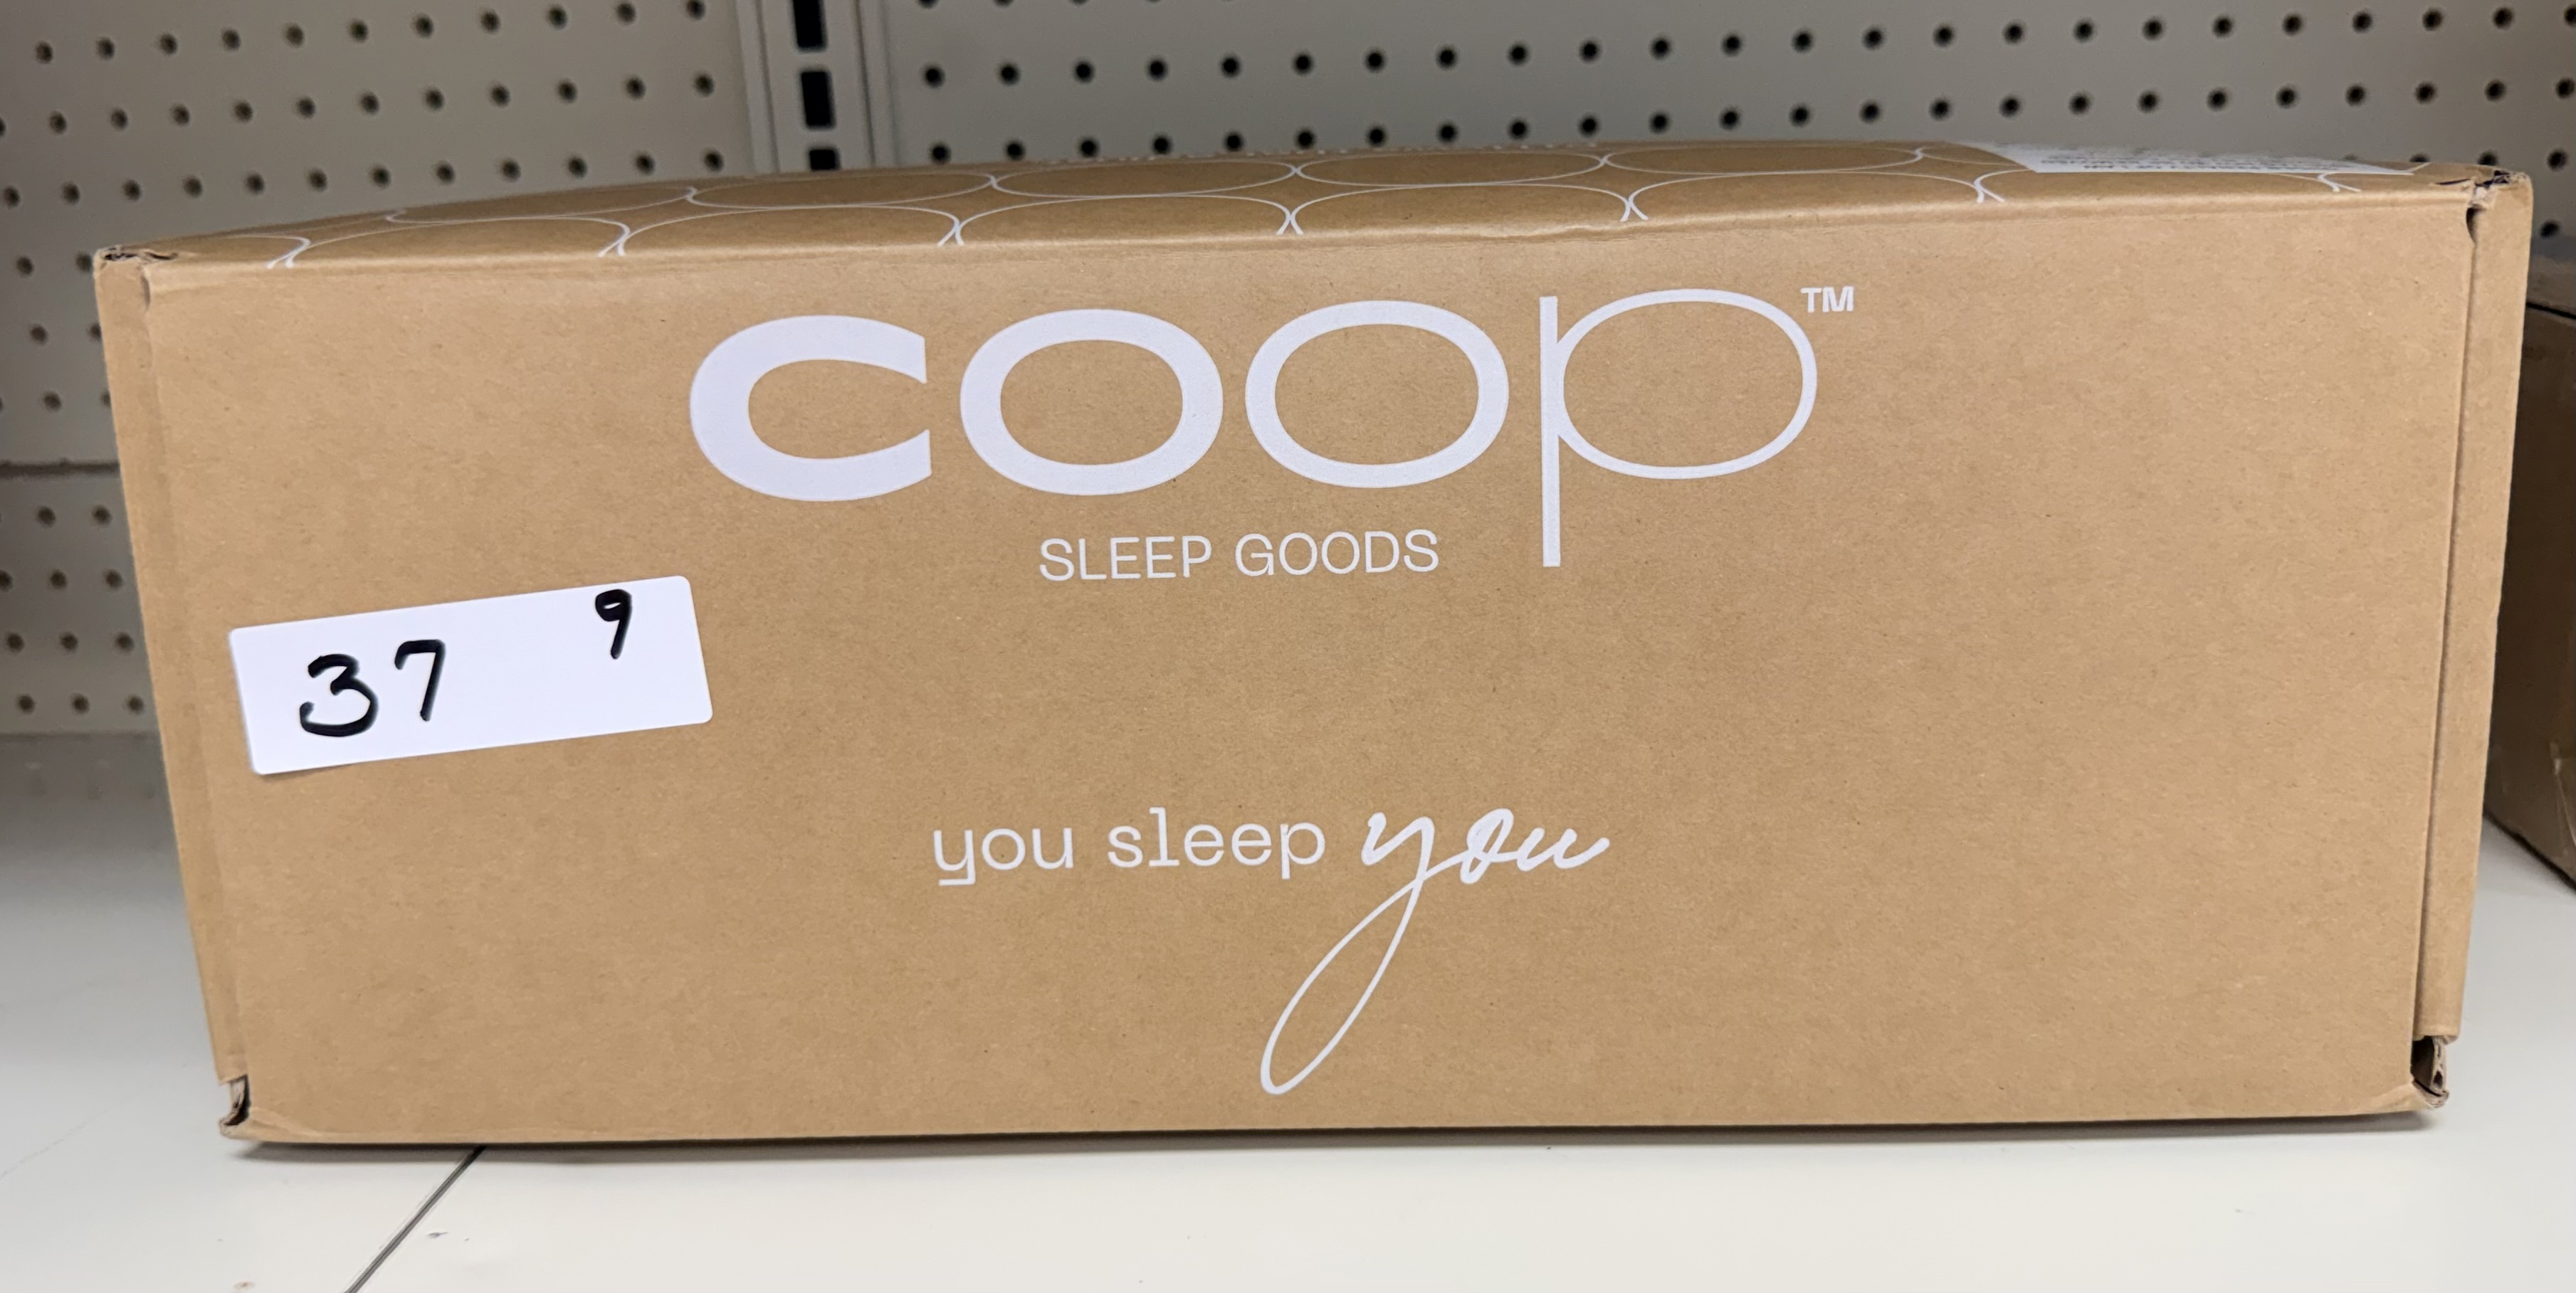 coop™
SLEEP GOODS
37 9
you sleep you